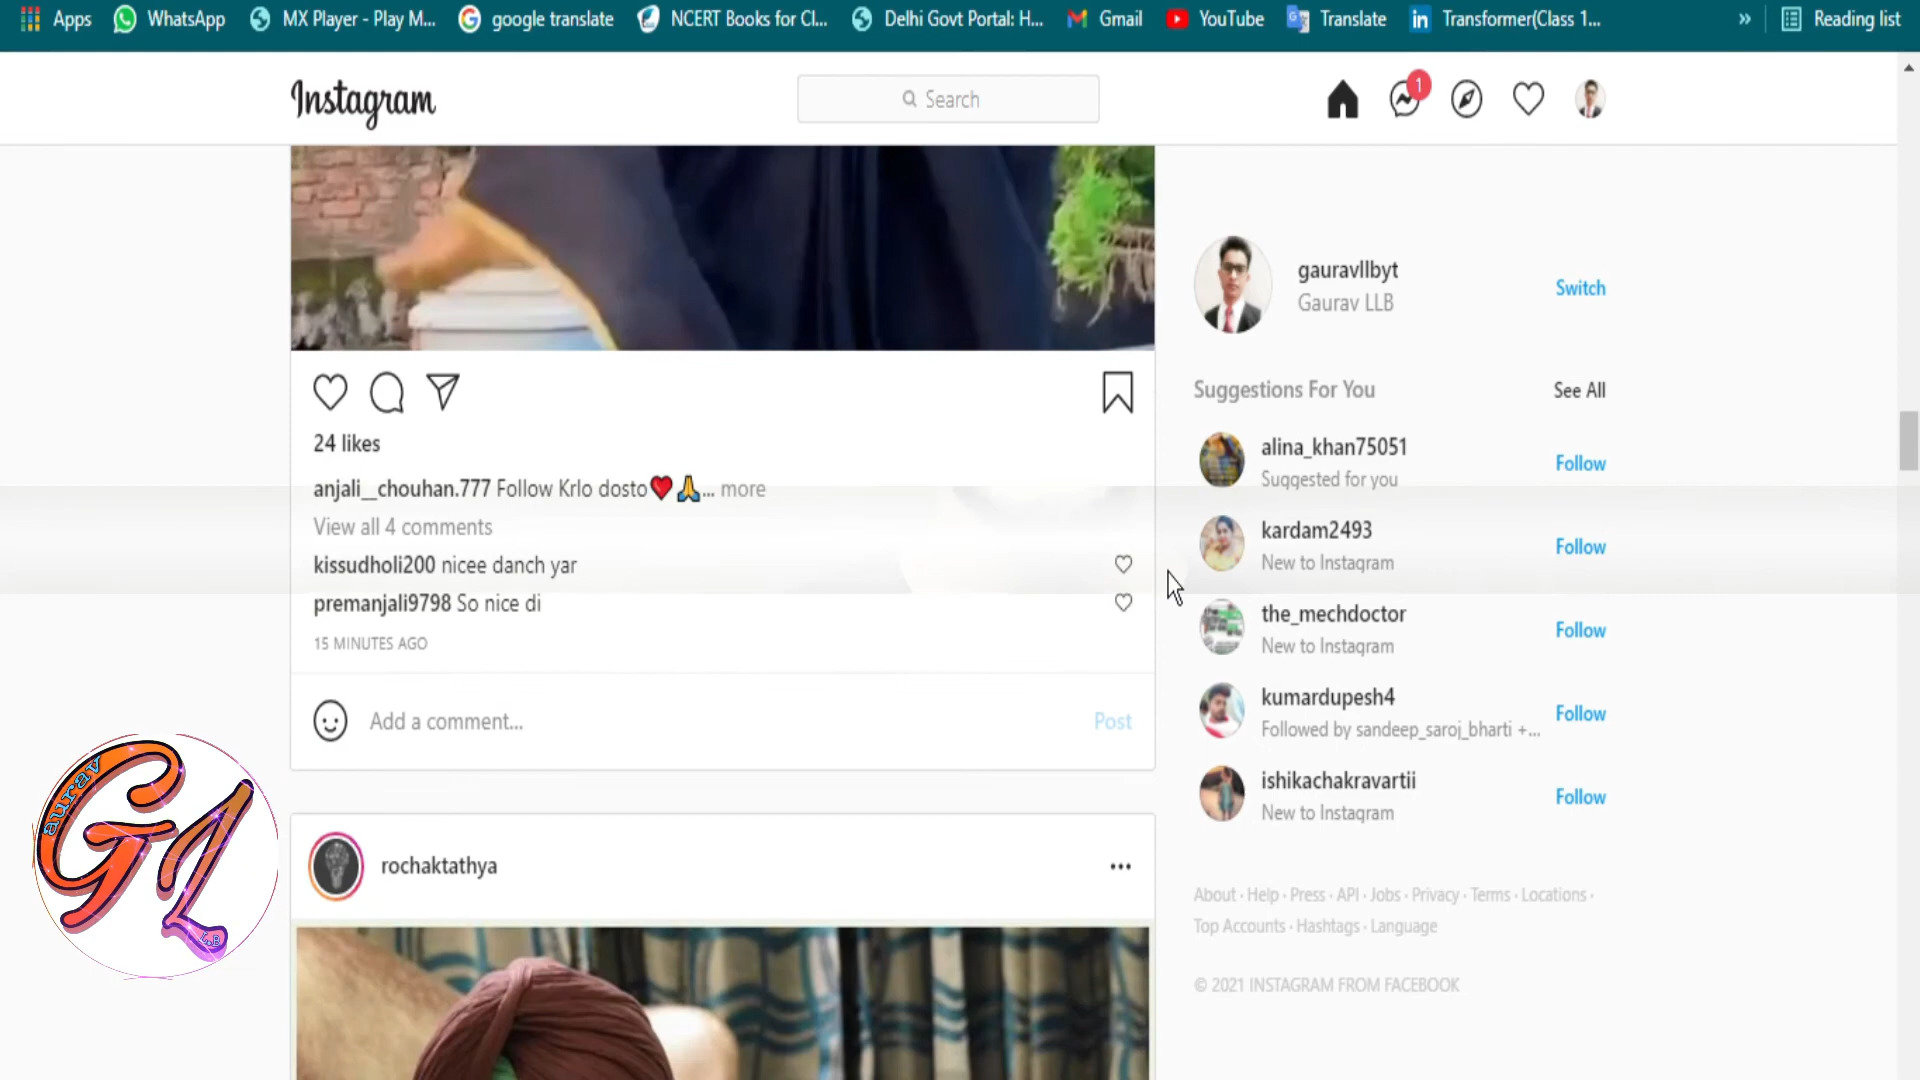 Apps WhatsApp MX Player - Play M... google translate NCERT Books for Cl... Delhi Govt Portal: H... Gmail YouTube Translate Transformer(Class 1... » Reading list
Instagram
Search
1
gauravllbyt
Gaurav LLB
Switch
Suggestions For You See All
alina_khan75051
Suggested for you
Follow
kardam2493
New to Instagram
Follow
the_mechdoctor
New to Instagram
Follow
kumardupesh4
Followed by sandeep_saroj_bharti +...
Follow
ishikachakravartii
New to Instagram
Follow
About · Help · Press · API · Jobs · Privacy · Terms · Locations ·
Top Accounts · Hashtags · Language
© 2021 INSTAGRAM FROM FACEBOOK
24 likes
anjali__chouhan.777 Follow Krlo dosto❤️🙏... more
View all 4 comments
kissudholi200 nicee danch yar
premanjali9798 So nice di
15 MINUTES AGO
Add a comment... Post
rochaktathya
Gaurav
LLB